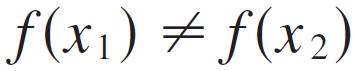 f(x₁) ≠ f(x₂)